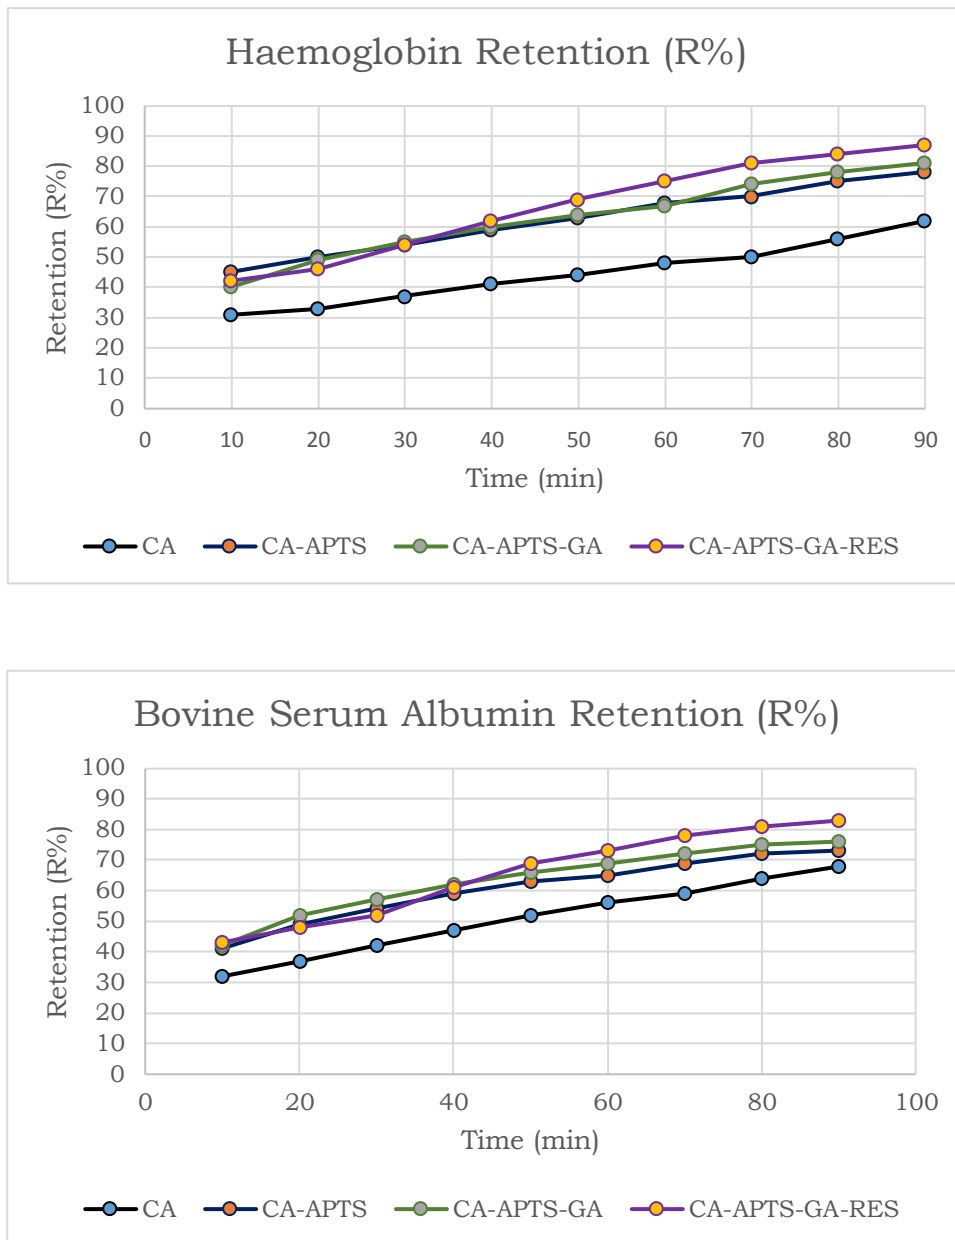 Haemoglobin Retention (R%)
100
90
80
70
60
50
40
30
20
10
0
Retention (R%)
0 10 20 30 40 50 60 70 80 90
Time (min)
CA CA-APTS CA-APTS-GA CA-APTS-GA-RES
Bovine Serum Albumin Retention (R%)
100
90
80
70
60
50
40
30
20
10
0
Retention (R%)
0 20 40 60 80 100
Time (min)
CA CA-APTS CA-APTS-GA CA-APTS-GA-RES